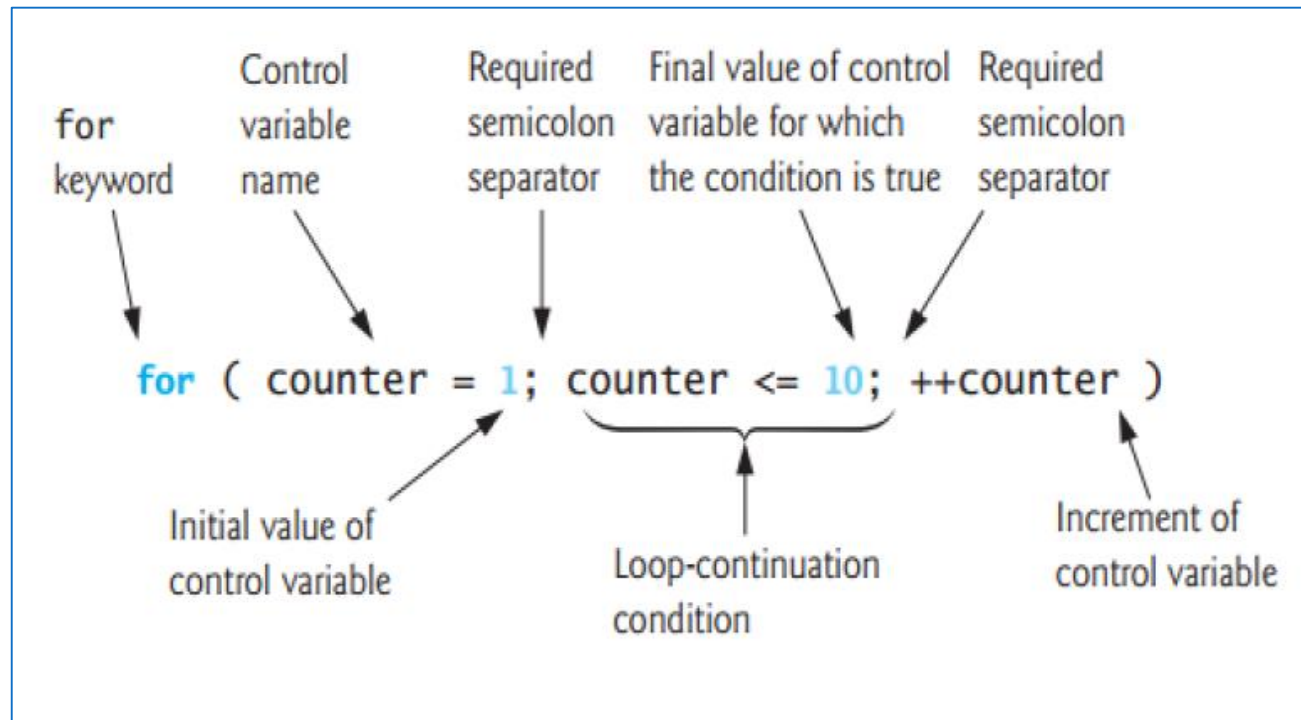 for
keyword
Control
variable
name
Required
semicolon
separator
Final value of control
variable for which
the condition is true
Required
semicolon
separator
for ( counter = 1; counter <= 10; ++counter )
Initial value of
control variable
Loop-continuation
condition
Increment of
control variable